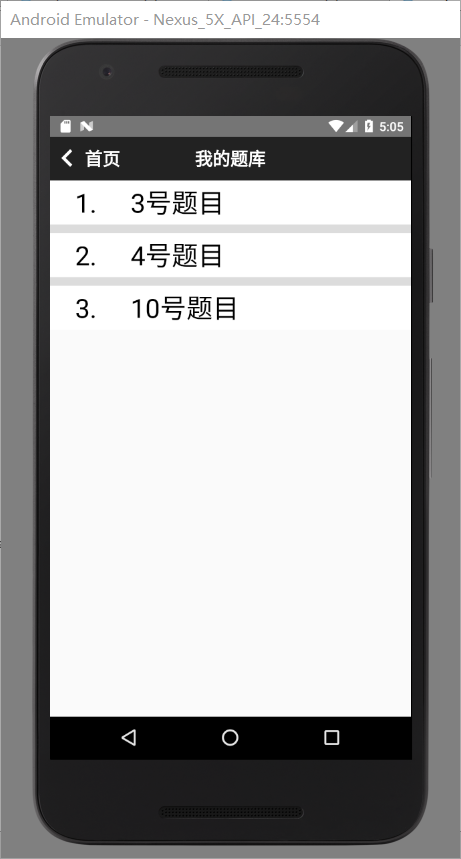 Android Emulator - Nexus_5X_API_24:5554
5:05
首页 我的题库
1. 3号题目
2. 4号题目
3. 10号题目